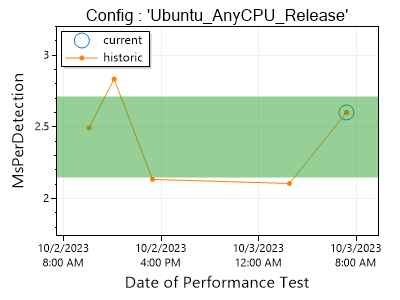 Config : 'Ubuntu_AnyCPU_Release'
current
historic
MsPerDetection
3
2.5
2
10/2/2023 10/2/2023 10/3/2023 10/3/2023
8:00 AM 4:00 PM 12:00 AM 8:00 AM
Date of Performance Test